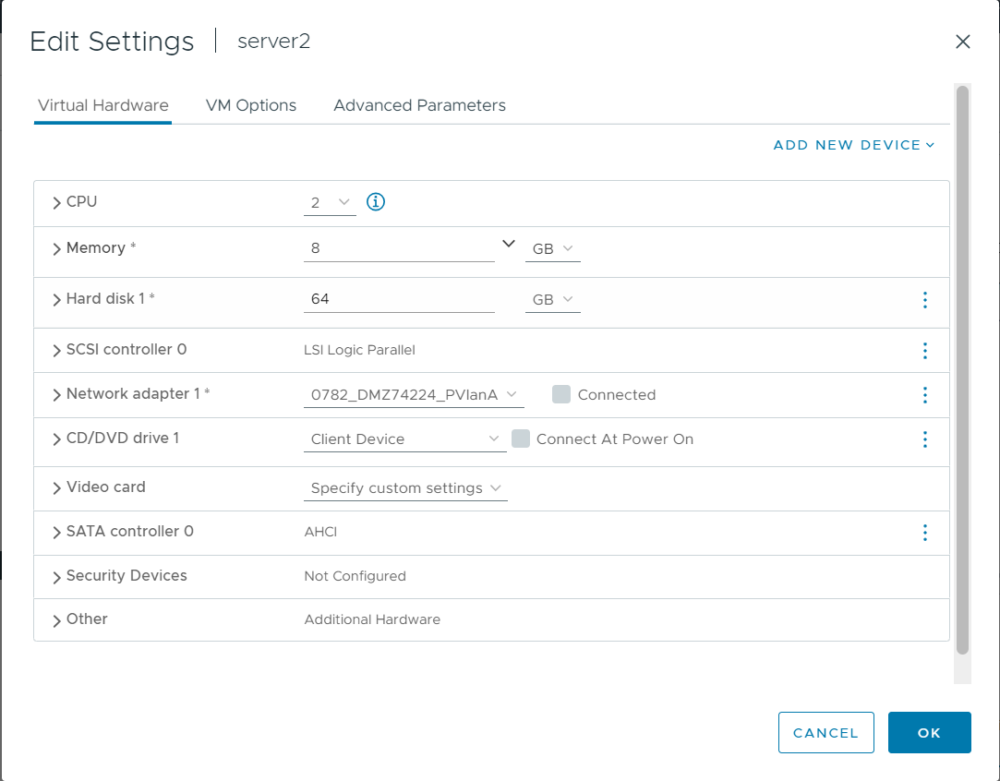 Edit Settings | server2
Virtual Hardware VM Options Advanced Parameters
ADD NEW DEVICE
CPU 2
Memory * 8 GB
Hard disk 1 * 64 GB
SCSI controller 0 LSI Logic Parallel
Network adapter 1 * 0782_DMZ74224_PVlanA Connected
CD/DVD drive 1 Client Device Connect At Power On
Video card Specify custom settings
SATA controller 0 AHCI
Security Devices Not Configured
Other Additional Hardware
CANCEL OK